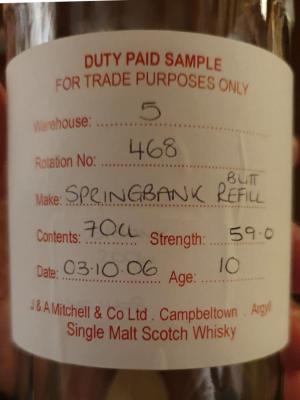 DUTY PAID SAMPLE
FOR TRADE PURPOSES ONLY
Warehouse: 5
Rotation No: 468
BUTT
Make: SPRINGBANK REFILL
Contents: 70CL Strength: 59.0
Date: 03.10.06 Age: 10
J & A Mitchell & Co Ltd . Campbeltown . Argyll
Single Malt Scotch Whisky